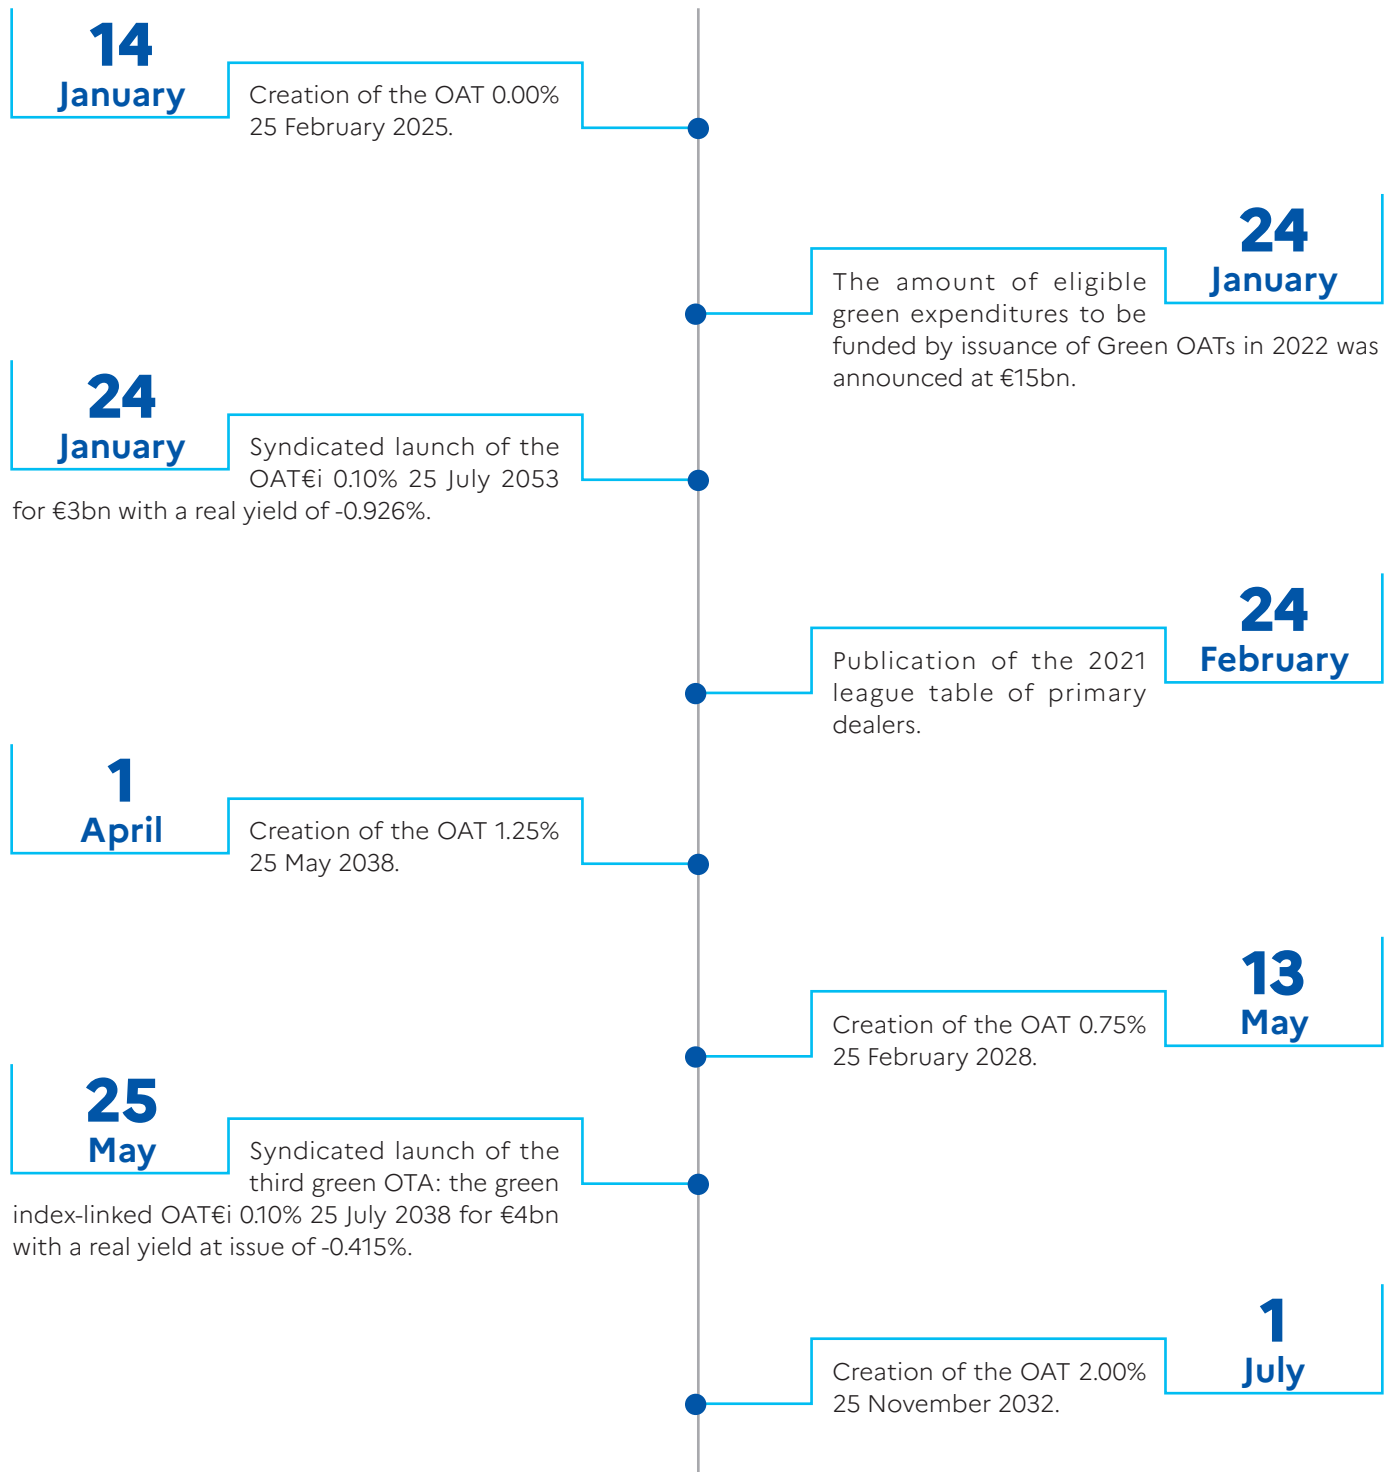 14
January
Creation of the OAT 0.00%
25 February 2025.
24
January
The amount of eligible
green expenditures to be
funded by issuance of Green OATs in 2022 was
announced at €15bn.
24
January
Syndicated launch of the
OAT€i 0.10% 25 July 2053
for €3bn with a real yield of -0.926%.
24
February
Publication of the 2021
league table of primary
dealers.
1
April
Creation of the OAT 1.25%
25 May 2038.
13
May
Creation of the OAT 0.75%
25 February 2028.
25
May
Syndicated launch of the
third green OTA: the green
index-linked OAT€i 0.10% 25 July 2038 for €4bn
with a real yield at issue of -0.415%.
1
July
Creation of the OAT 2.00%
25 November 2032.